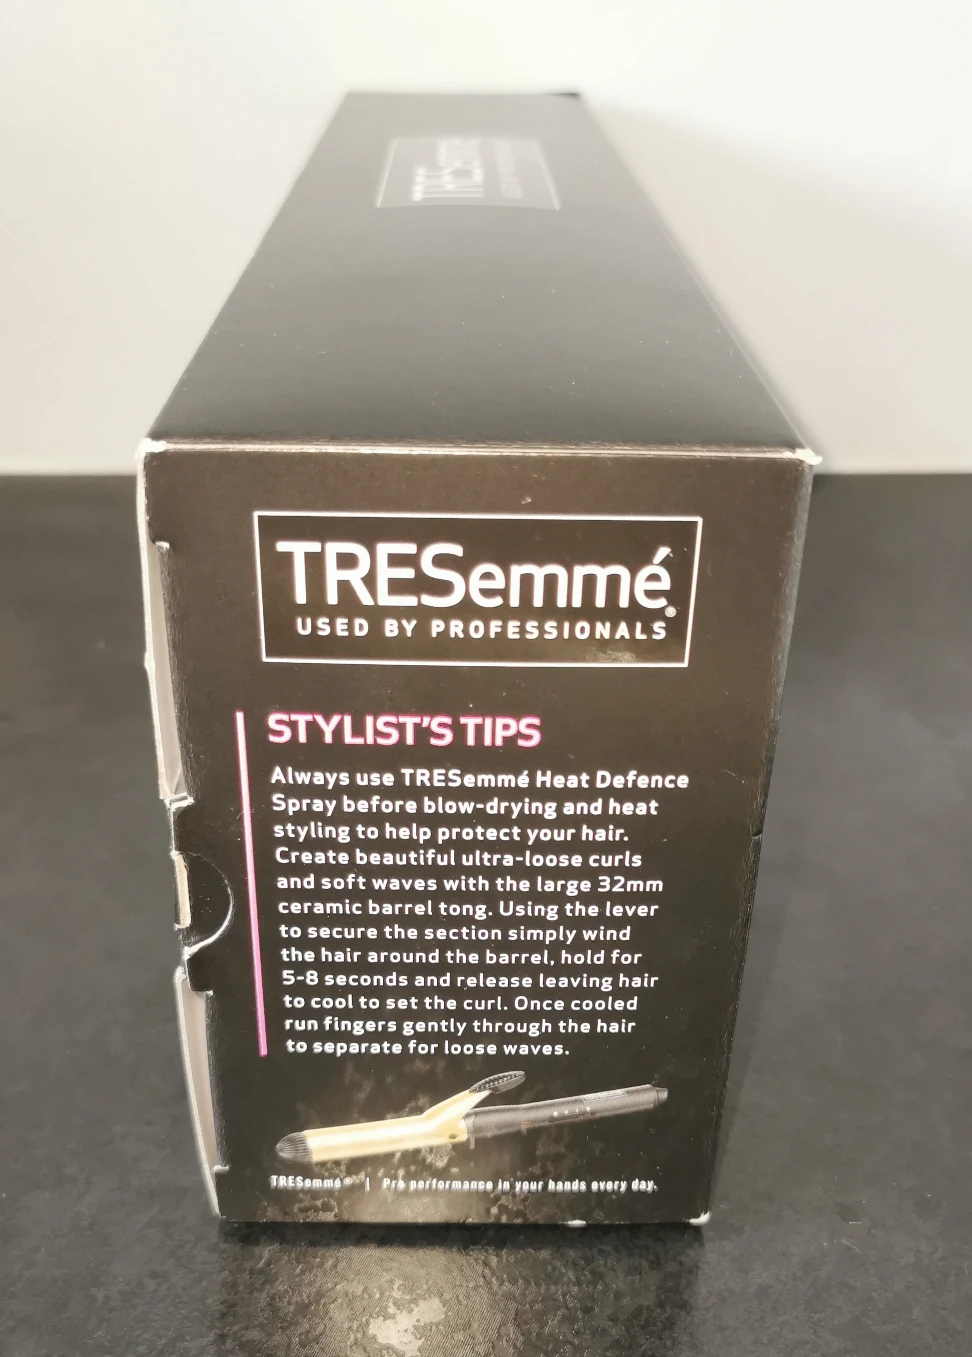 TRESemmé
TRESemmé®
USED BY PROFESSIONALS
STYLIST'S TIPS
Always use TRESemmé Heat Defence
Spray before blow-drying and heat
styling to help protect your hair.
Create beautiful ultra-loose curls
and soft waves with the large 32mm
ceramic barrel tong. Using the lever
to secure the section simply wind
the hair around the barrel, hold for
5-8 seconds and release leaving hair
to cool to set the curl. Once cooled
run fingers gently through the hair
to separate for loose waves.
TRESemmé® | Pro performance in your hands every day.